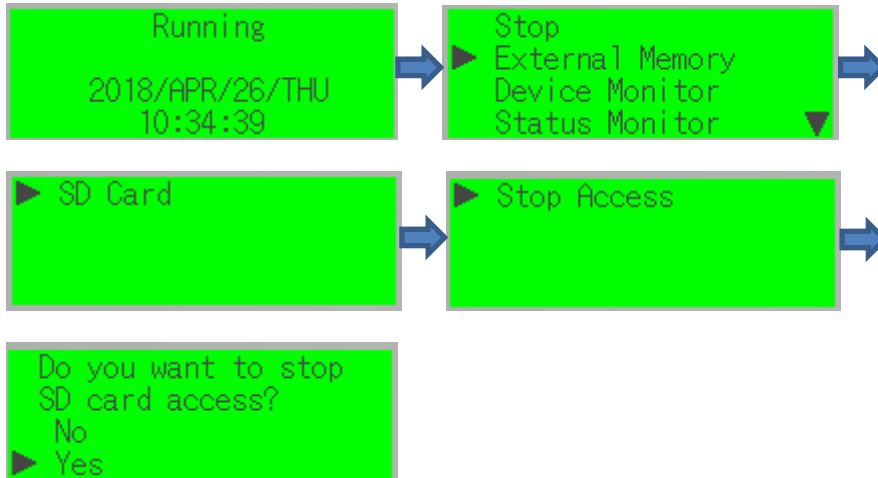 Running
2018/APR/26/THU
10:34:39
Stop
External Memory
Device Monitor
Status Monitor
SD Card
Stop Access
Do you want to stop
SD card access?
No
Yes